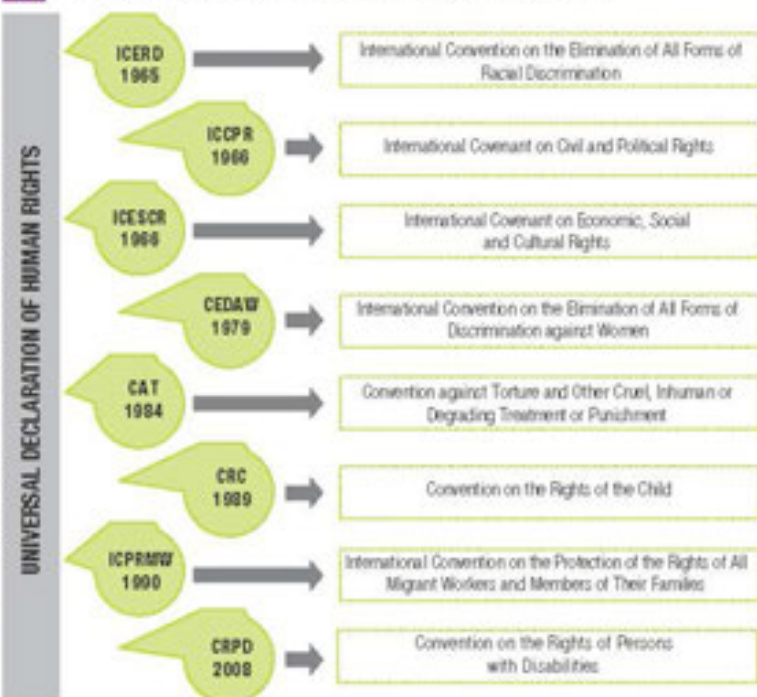 UNIVERSAL DECLARATION OF HUMAN RIGHTS
ICERD
1965
International Convention on the Elimination of All Forms of
Racial Discrimination
ICCPR
1966
International Covenant on Civil and Political Rights
ICESCR
1966
International Covenant on Economic, Social
and Cultural Rights
CEDAW
1979
International Convention on the Elimination of All Forms of
Discrimination against Women
CAT
1984
Convention against Torture and Other Cruel, Inhuman or
Degrading Treatment or Punishment
CRC
1989
Convention on the Rights of the Child
ICPRMW
1990
International Convention on the Protection of the Rights of All
Migrant Workers and Members of Their Families
CRPD
2008
Convention on the Rights of Persons
with Disabilities